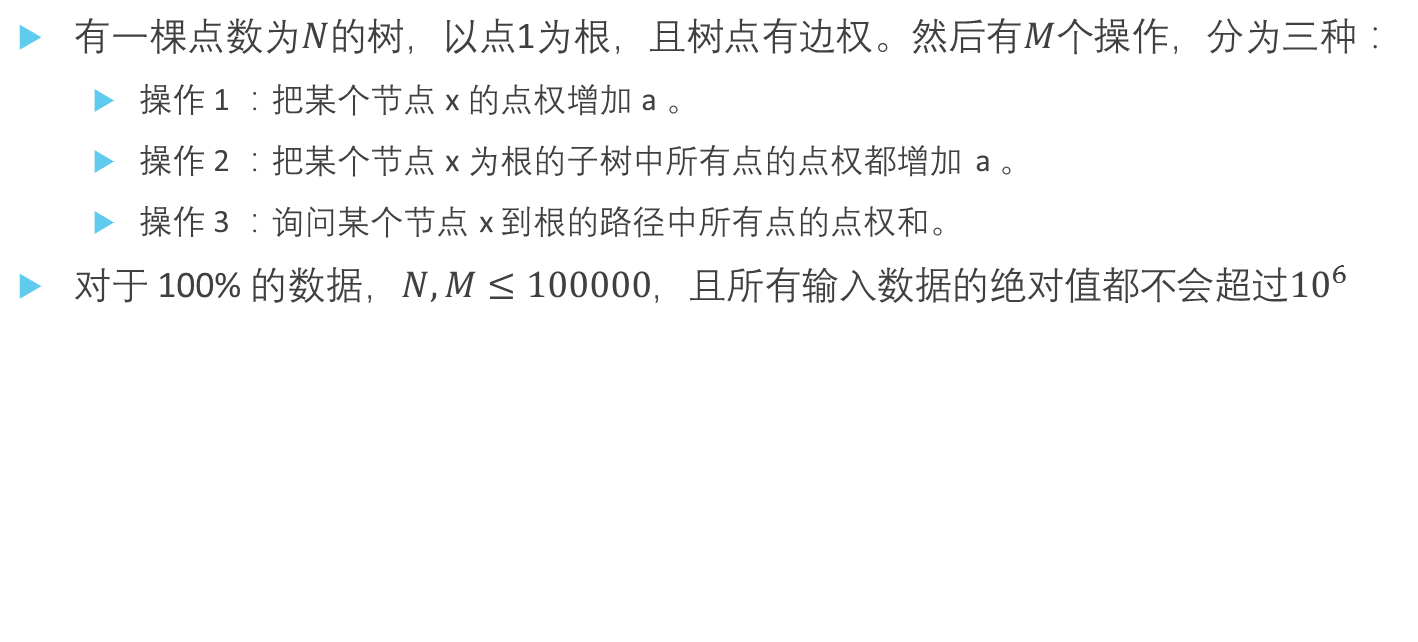 有一棵点数为N的树，以点1为根，且树点有边权。然后有M个操作，分为三种：
操作 1 ：把某个节点 x 的点权增加 a 。
操作 2 ：把某个节点 x 为根的子树中所有点的点权都增加 a 。
操作 3 ：询问某个节点 x 到根的路径中所有点的点权和。
对于 100% 的数据，N, M ≤ 100000，且所有输入数据的绝对值都不会超过10⁶